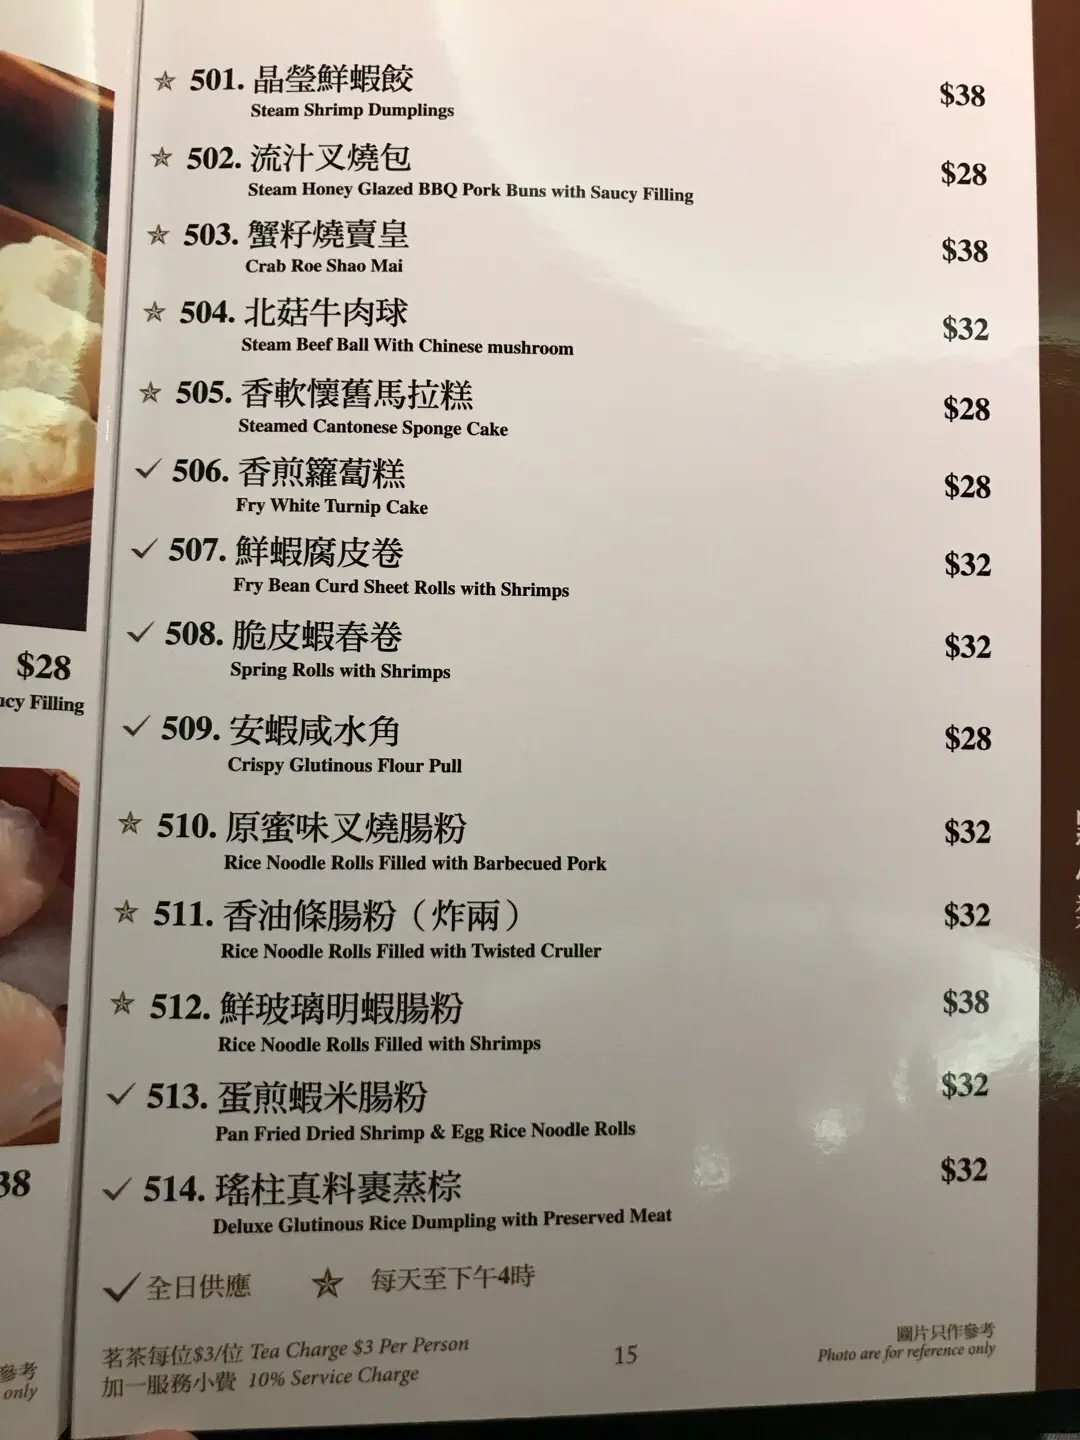 501. 晶瑩鮮蝦餃 $38
Steam Shrimp Dumplings
502. 流汁叉燒包 $28
Steam Honey Glazed BBQ Pork Buns with Saucy Filling
503. 蟹籽燒賣皇 $38
Crab Roe Shao Mai
504. 北菇牛肉球 $32
Steam Beef Ball With Chinese mushroom
505. 香軟懷舊馬拉糕 $28
Steamed Cantonese Sponge Cake
506. 香煎籮蔔糕 $28
Fry White Turnip Cake
507. 鮮蝦腐皮卷 $32
Fry Bean Curd Sheet Rolls with Shrimps
508. 脆皮蝦春卷 $32
Spring Rolls with Shrimps
509. 安蝦咸水角 $28
Crispy Glutinous Flour Pull
510. 原蜜味叉燒腸粉 $32
Rice Noodle Rolls Filled with Barbecued Pork
511. 香油條腸粉（炸兩） $32
Rice Noodle Rolls Filled with Twisted Cruller
512. 鮮玻璃明蝦腸粉 $38
Rice Noodle Rolls Filled with Shrimps
513. 蛋煎蝦米腸粉 $32
Pan Fried Dried Shrimp & Egg Rice Noodle Rolls
514. 瑤柱真料裹蒸棕 $32
Deluxe Glutinous Rice Dumpling with Preserved Meat
全日供應 每天至下午4時
茗茶每位$3/位 Tea Charge $3 Per Person
加一服務小費 10% Service Charge
15
圖片只作參考
Photo are for reference only
$28
Filling
38
參考
only